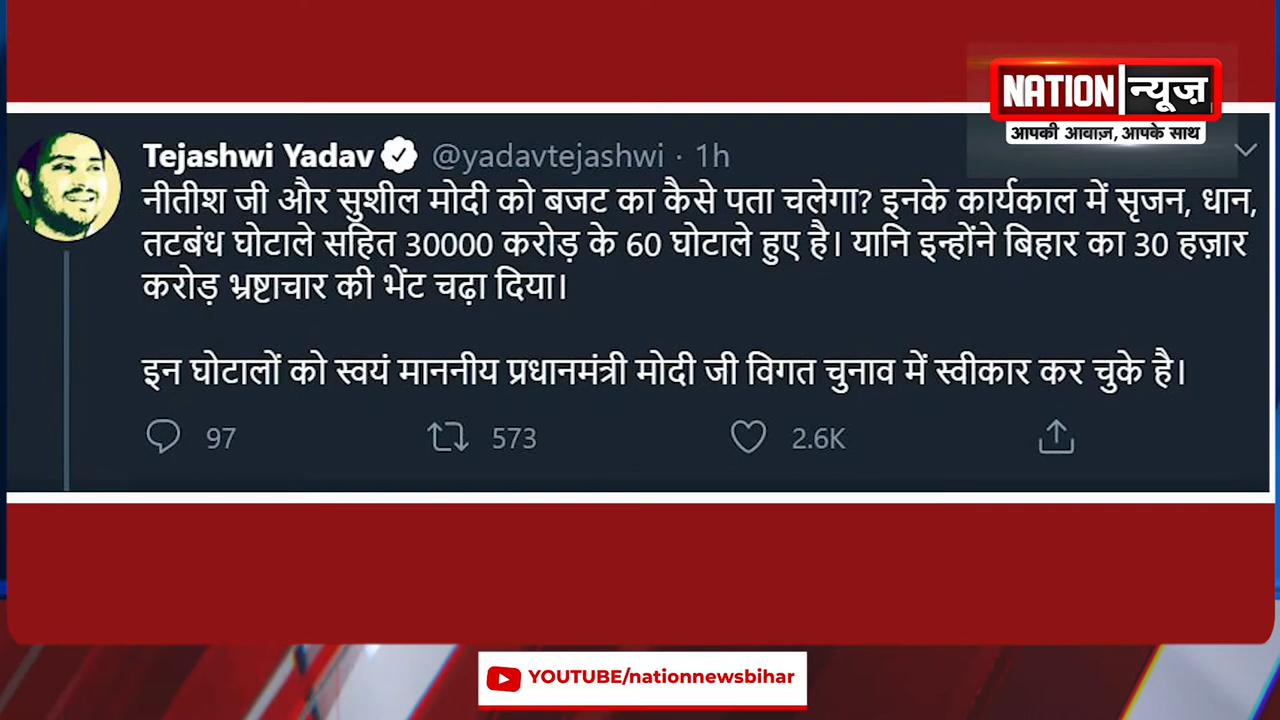 NATION न्यूज़
आपकी आवाज़, आपके साथ
Tejashwi Yadav @yadavtejashwi · 1h
नीतीश जी और सुशील मोदी को बजट का कैसे पता चलेगा? इनके कार्यकाल में सृजन, धान,
तटबंध घोटाले सहित 30000 करोड़ के 60 घोटाले हुए है। यानि इन्होंने बिहार का 30 हज़ार
करोड़ भ्रष्टाचार की भेंट चढ़ा दिया।
इन घोटालों को स्वयं माननीय प्रधानमंत्री मोदी जी विगत चुनाव में स्वीकार कर चुके है।
97 573 2.6K
YOUTUBE/nationnewsbihar